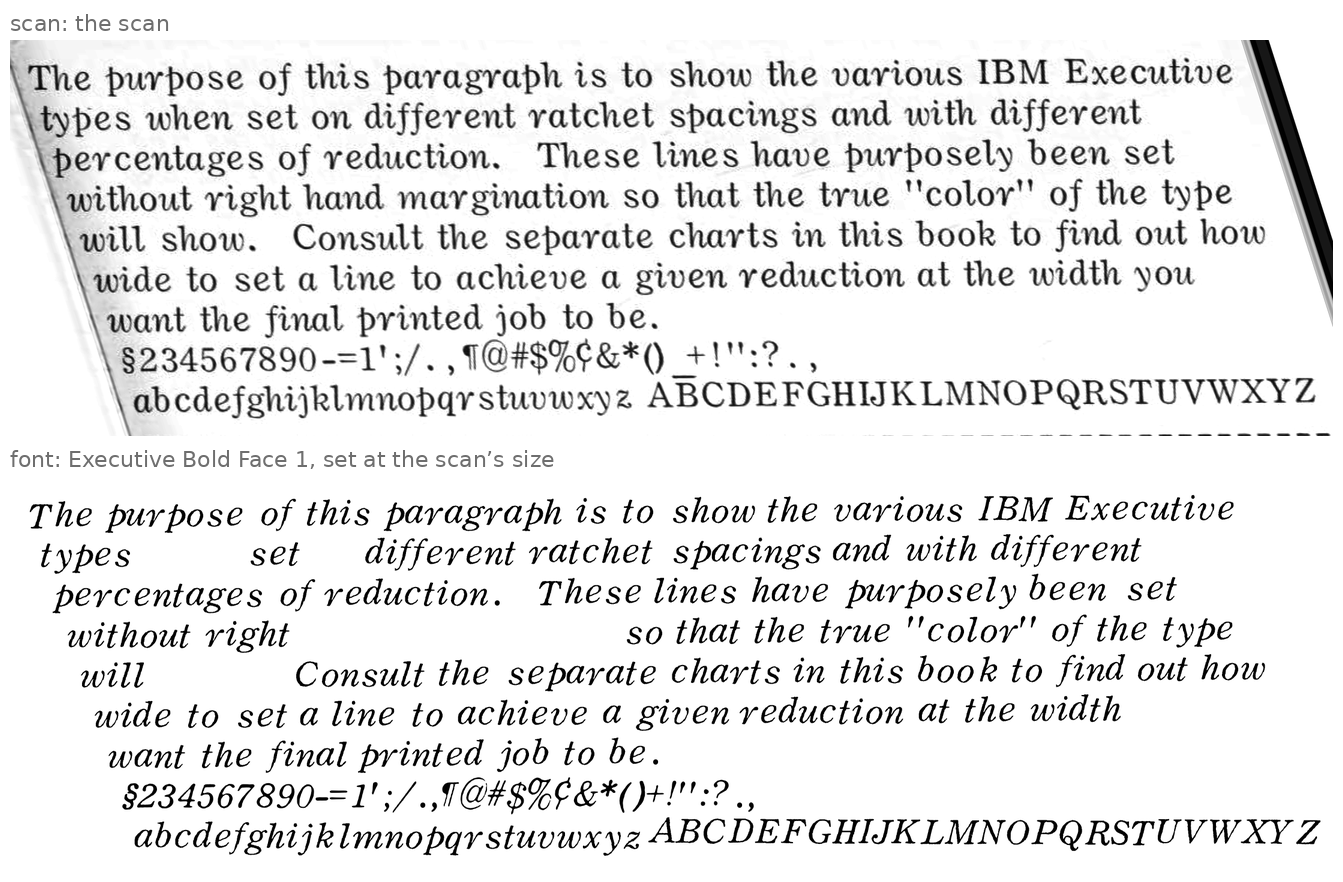 scan: the scan
The purpose of this paragraph is to show the various IBM Executive
types when set on different ratchet spacings and with different
percentages of reduction. These lines have purposely been set
without right hand margination so that the true "color" of the type
will show. Consult the separate charts in this book to find out how
wide to set a line to achieve a given reduction at the width you
want the final printed job to be.
§234567890-=1';/.,¶@#$%¢&*()_+!":?.,
abcdefghijklmnopqrstuvwxyz ABCDEFGHIJKLMNOPQRSTUVWXYZ
font: Executive Bold Face 1, set at the scan’s size
The purpose of this paragraph is to show the various IBM Executive
types set different ratchet spacings and with different
percentages of reduction. These lines have purposely been set
without right so that the true "color" of the type
will Consult the separate charts in this book to find out how
wide to set a line to achieve a given reduction at the width
want the final printed job to be.
§234567890-=1';/.,¶@#$%¢&*()+!":?.,
abcdefghijklmnopqrstuvwxyz ABCDEFGHIJKLMNOPQRSTUVWXYZ